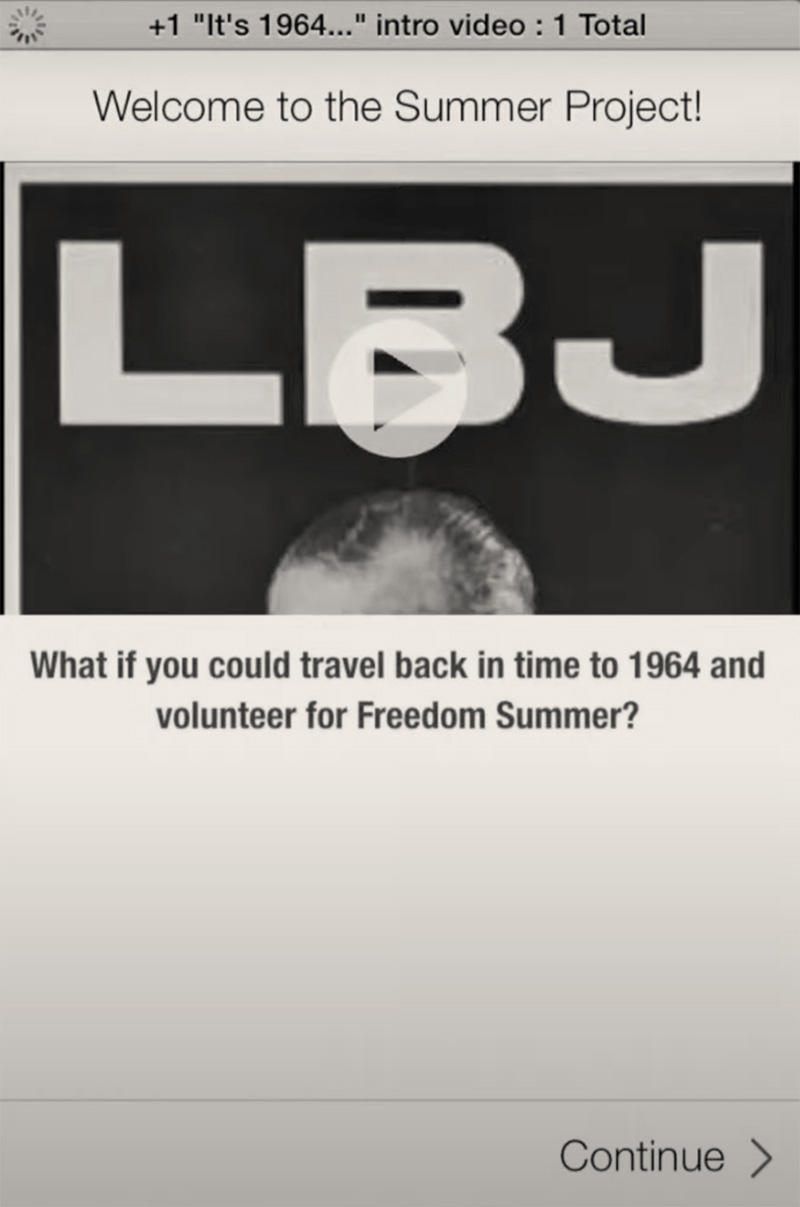 +1 "It's 1964..." intro video : 1 Total
Welcome to the Summer Project!
LBJ
What if you could travel back in time to 1964 and
volunteer for Freedom Summer?
Continue